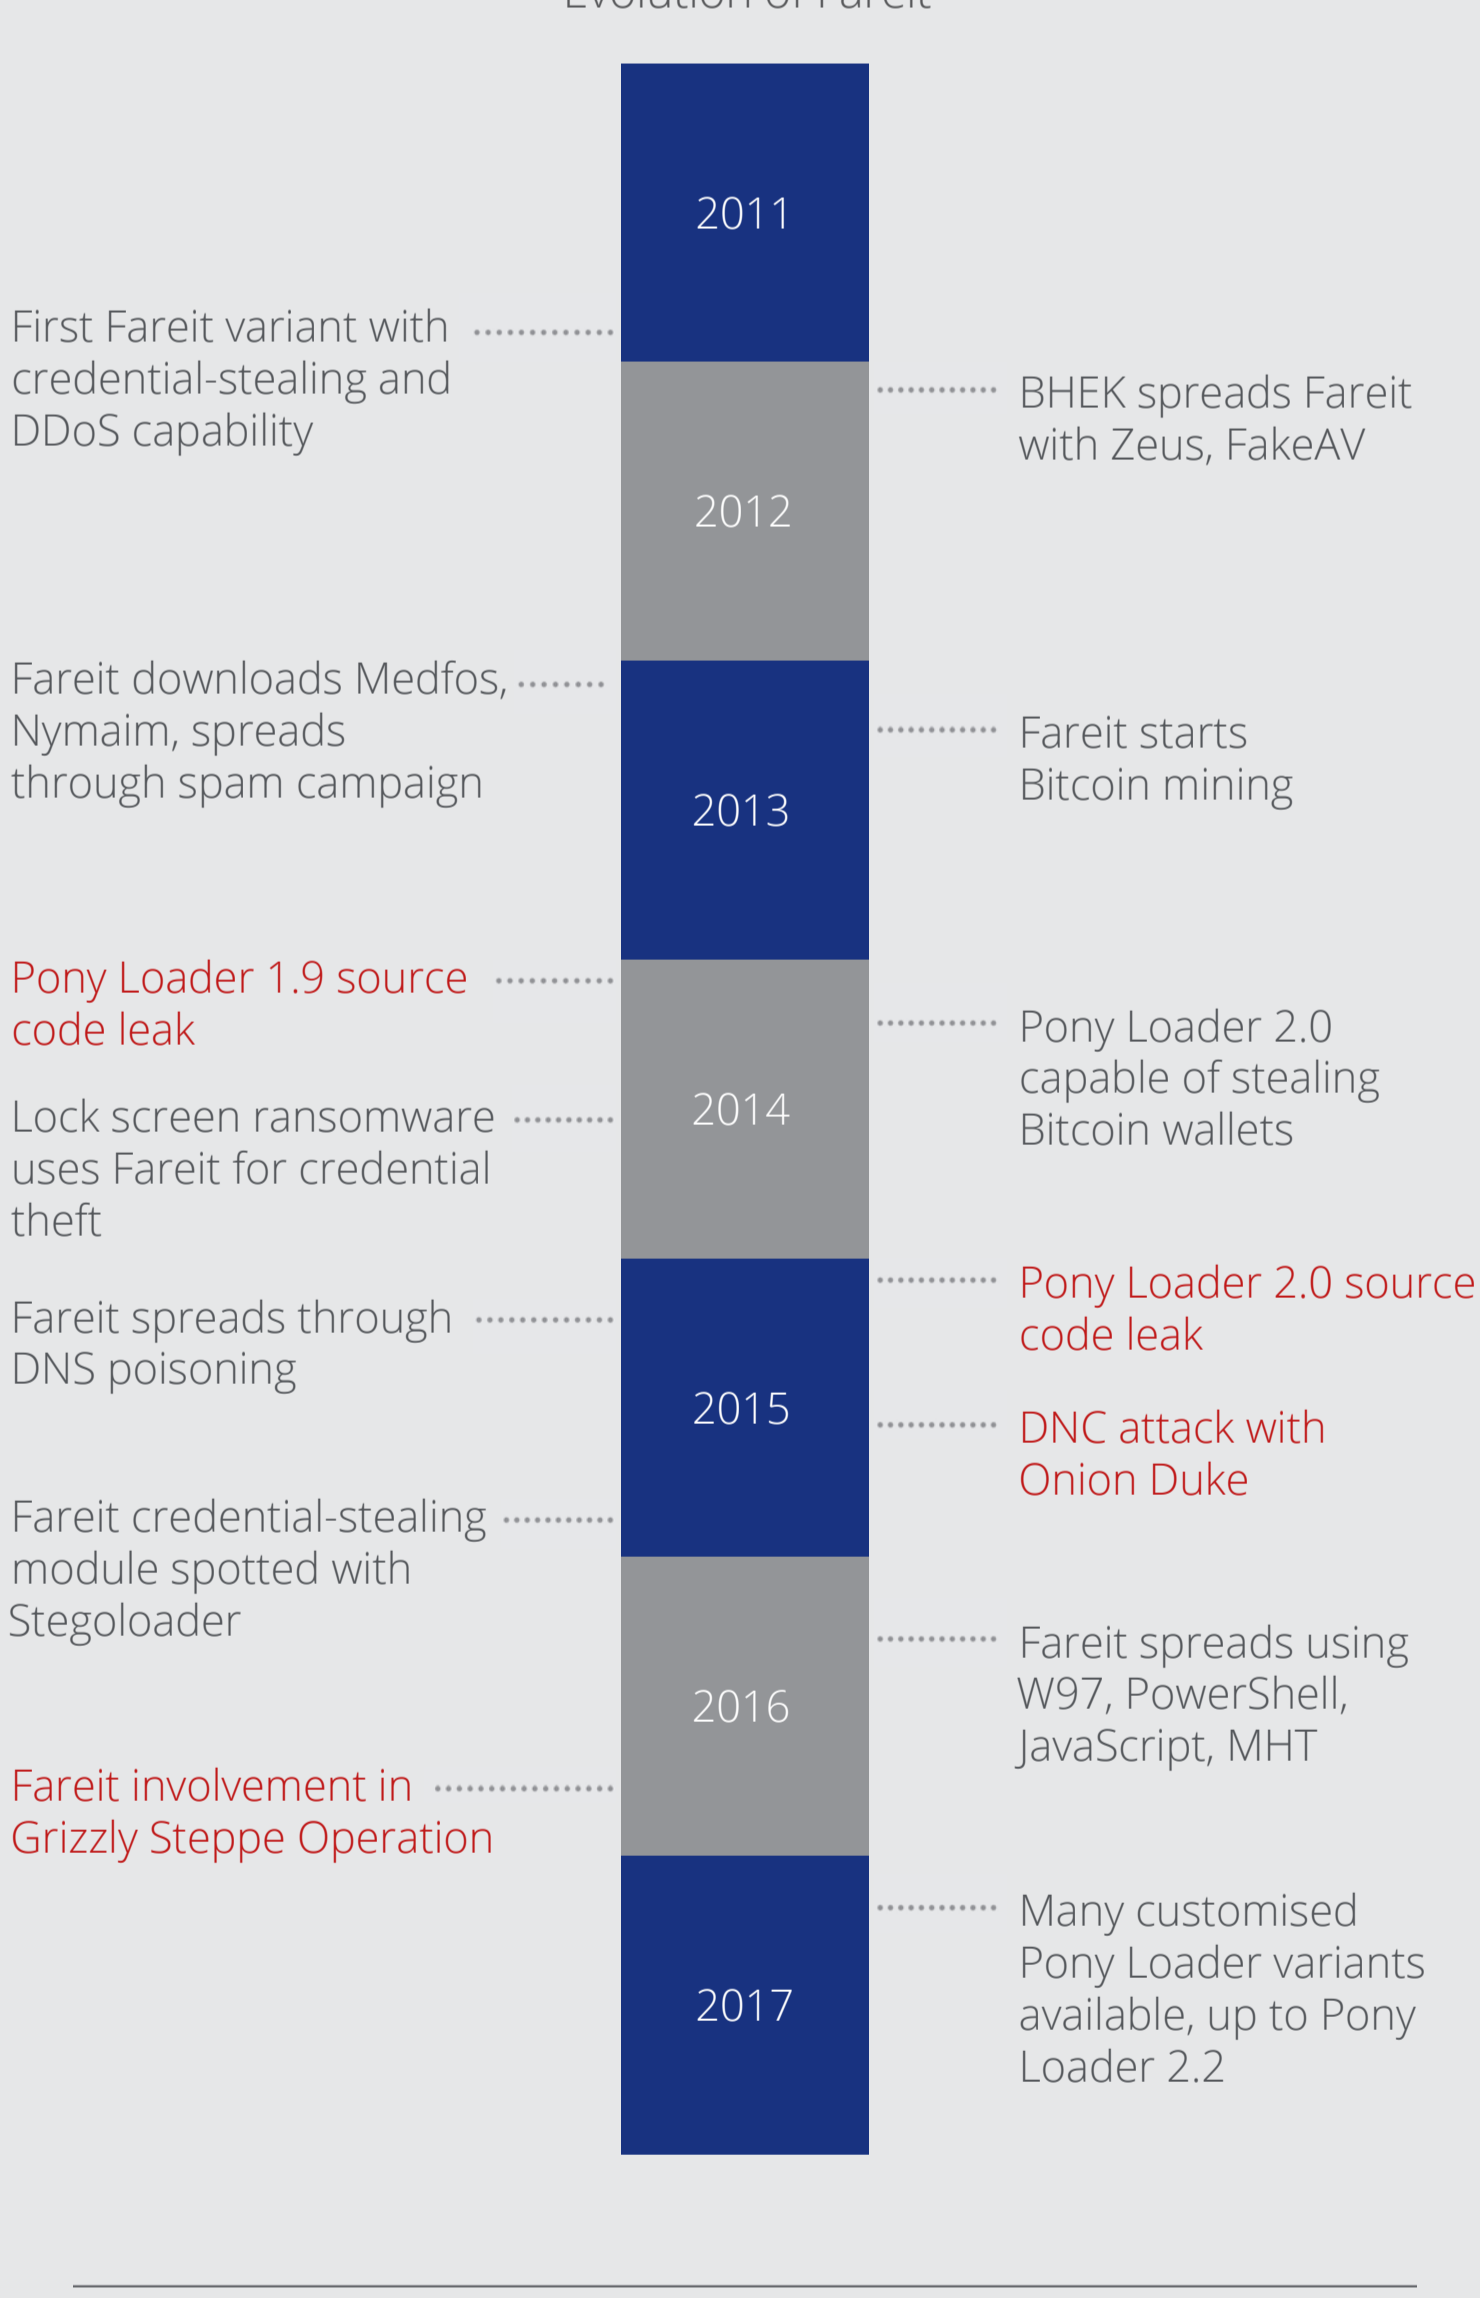 Evolution of Fareit
2011
First Fareit variant with
credential-stealing and
DDoS capability
BHEK spreads Fareit
with Zeus, FakeAV
2012
Fareit downloads Medfos,
Nymaim, spreads
through spam campaign
Fareit starts
Bitcoin mining
2013
Pony Loader 1.9 source
code leak
Pony Loader 2.0
capable of stealing
Bitcoin wallets
2014
Lock screen ransomware
uses Fareit for credential
theft
Pony Loader 2.0 source
code leak
Fareit spreads through
DNS poisoning
2015
DNC attack with
Onion Duke
Fareit credential-stealing
module spotted with
Stegoloader
Fareit spreads using
W97, PowerShell,
JavaScript, MHT
2016
Fareit involvement in
Grizzly Steppe Operation
Many customised
Pony Loader variants
available, up to Pony
Loader 2.2
2017